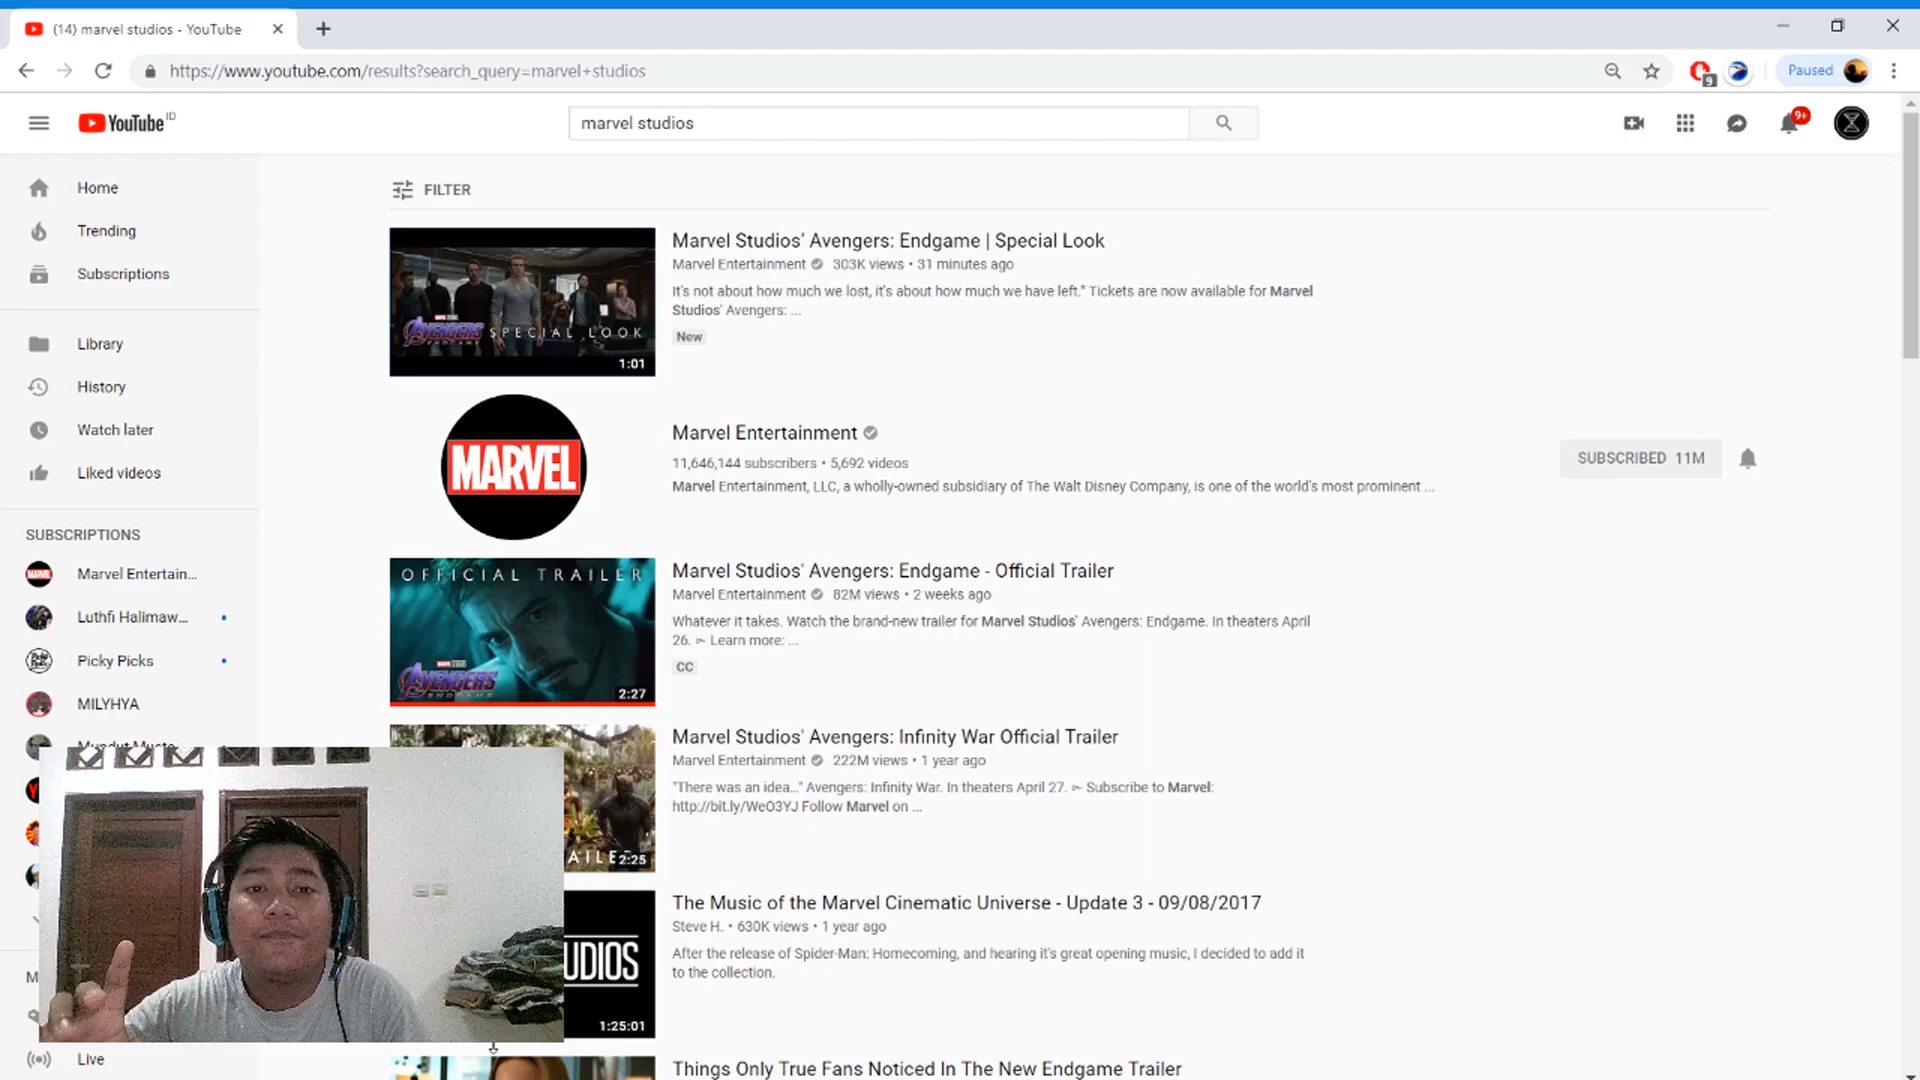 (14) marvel studios - YouTube
https://www.youtube.com/results?search_query=marvel+studios
9
Paused
YouTube ID
marvel studios
9+
Home
Trending
Subscriptions
Library
History
Watch later
Liked videos
SUBSCRIPTIONS
Marvel Entertain...
Luthfi Halimaw...
Picky Picks
MILYHYA
Live
FILTER
AVENGERS ENDGAME SPECIAL LOOK
1:01
Marvel Studios' Avengers: Endgame | Special Look
Marvel Entertainment 303K views • 31 minutes ago
It's not about how much we lost, it's about how much we have left." Tickets are now available for Marvel
Studios' Avengers: ...
New
MARVEL
Marvel Entertainment
11,646,144 subscribers • 5,692 videos
Marvel Entertainment, LLC, a wholly-owned subsidiary of The Walt Disney Company, is one of the world's most prominent ...
SUBSCRIBED 11M
OFFICIAL TRAILER
AVENGERS
ENDGAME
2:27
Marvel Studios' Avengers: Endgame - Official Trailer
Marvel Entertainment 82M views • 2 weeks ago
Whatever it takes. Watch the brand-new trailer for Marvel Studios' Avengers: Endgame. In theaters April
26. ► Learn more: ...
CC
AILE
2:25
Marvel Studios' Avengers: Infinity War Official Trailer
Marvel Entertainment 222M views • 1 year ago
"There was an idea..." Avengers: Infinity War. In theaters April 27. ► Subscribe to Marvel:
http://bit.ly/WeO3YJ Follow Marvel on ...
UDIOS
1:25:01
The Music of the Marvel Cinematic Universe - Update 3 - 09/08/2017
Steve H. • 630K views • 1 year ago
After the release of Spider-Man: Homecoming, and hearing it's great opening music, I decided to add it
to the collection.
Things Only True Fans Noticed In The New Endgame Trailer